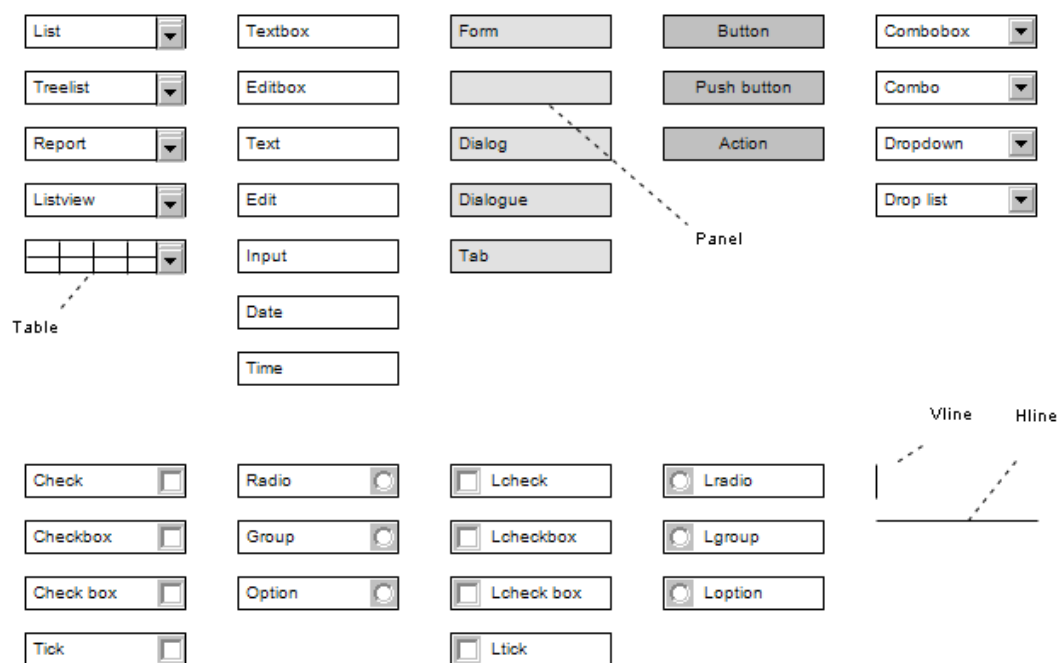 List
Textbox
Form
Button
Combobox
Treelist
Editbox
Push button
Combo
Report
Text
Dialog
Action
Dropdown
Listview
Edit
Dialogue
Drop list
Input
Tab
Panel
Table
Date
Time
Vline
Hline
Check
Radio
Lcheck
Lradio
Checkbox
Group
Lcheckbox
Lgroup
Check box
Option
Lcheck box
Loption
Tick
Ltick